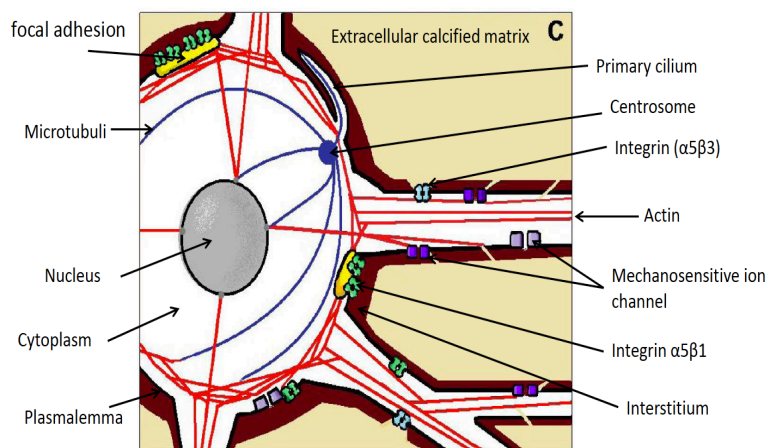 focal adhesion
Extracellular calcified matrix
C
Primary cilium
Centrosome
Microtubuli
Integrin (α5β3)
Actin
Nucleus
Mechanosensitive ion
channel
Cytoplasm
Integrin α5β1
Plasmalemma
Interstitium